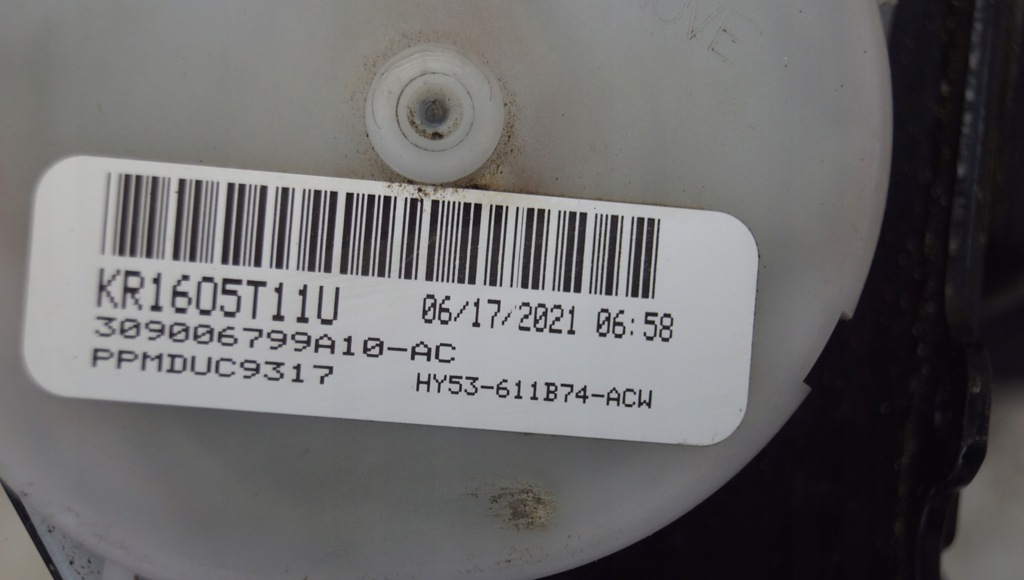 KR1605T11U
06/17/2021 06:58
309006799A10-AC
PPMDUC9317
HY53-611B74-ACW